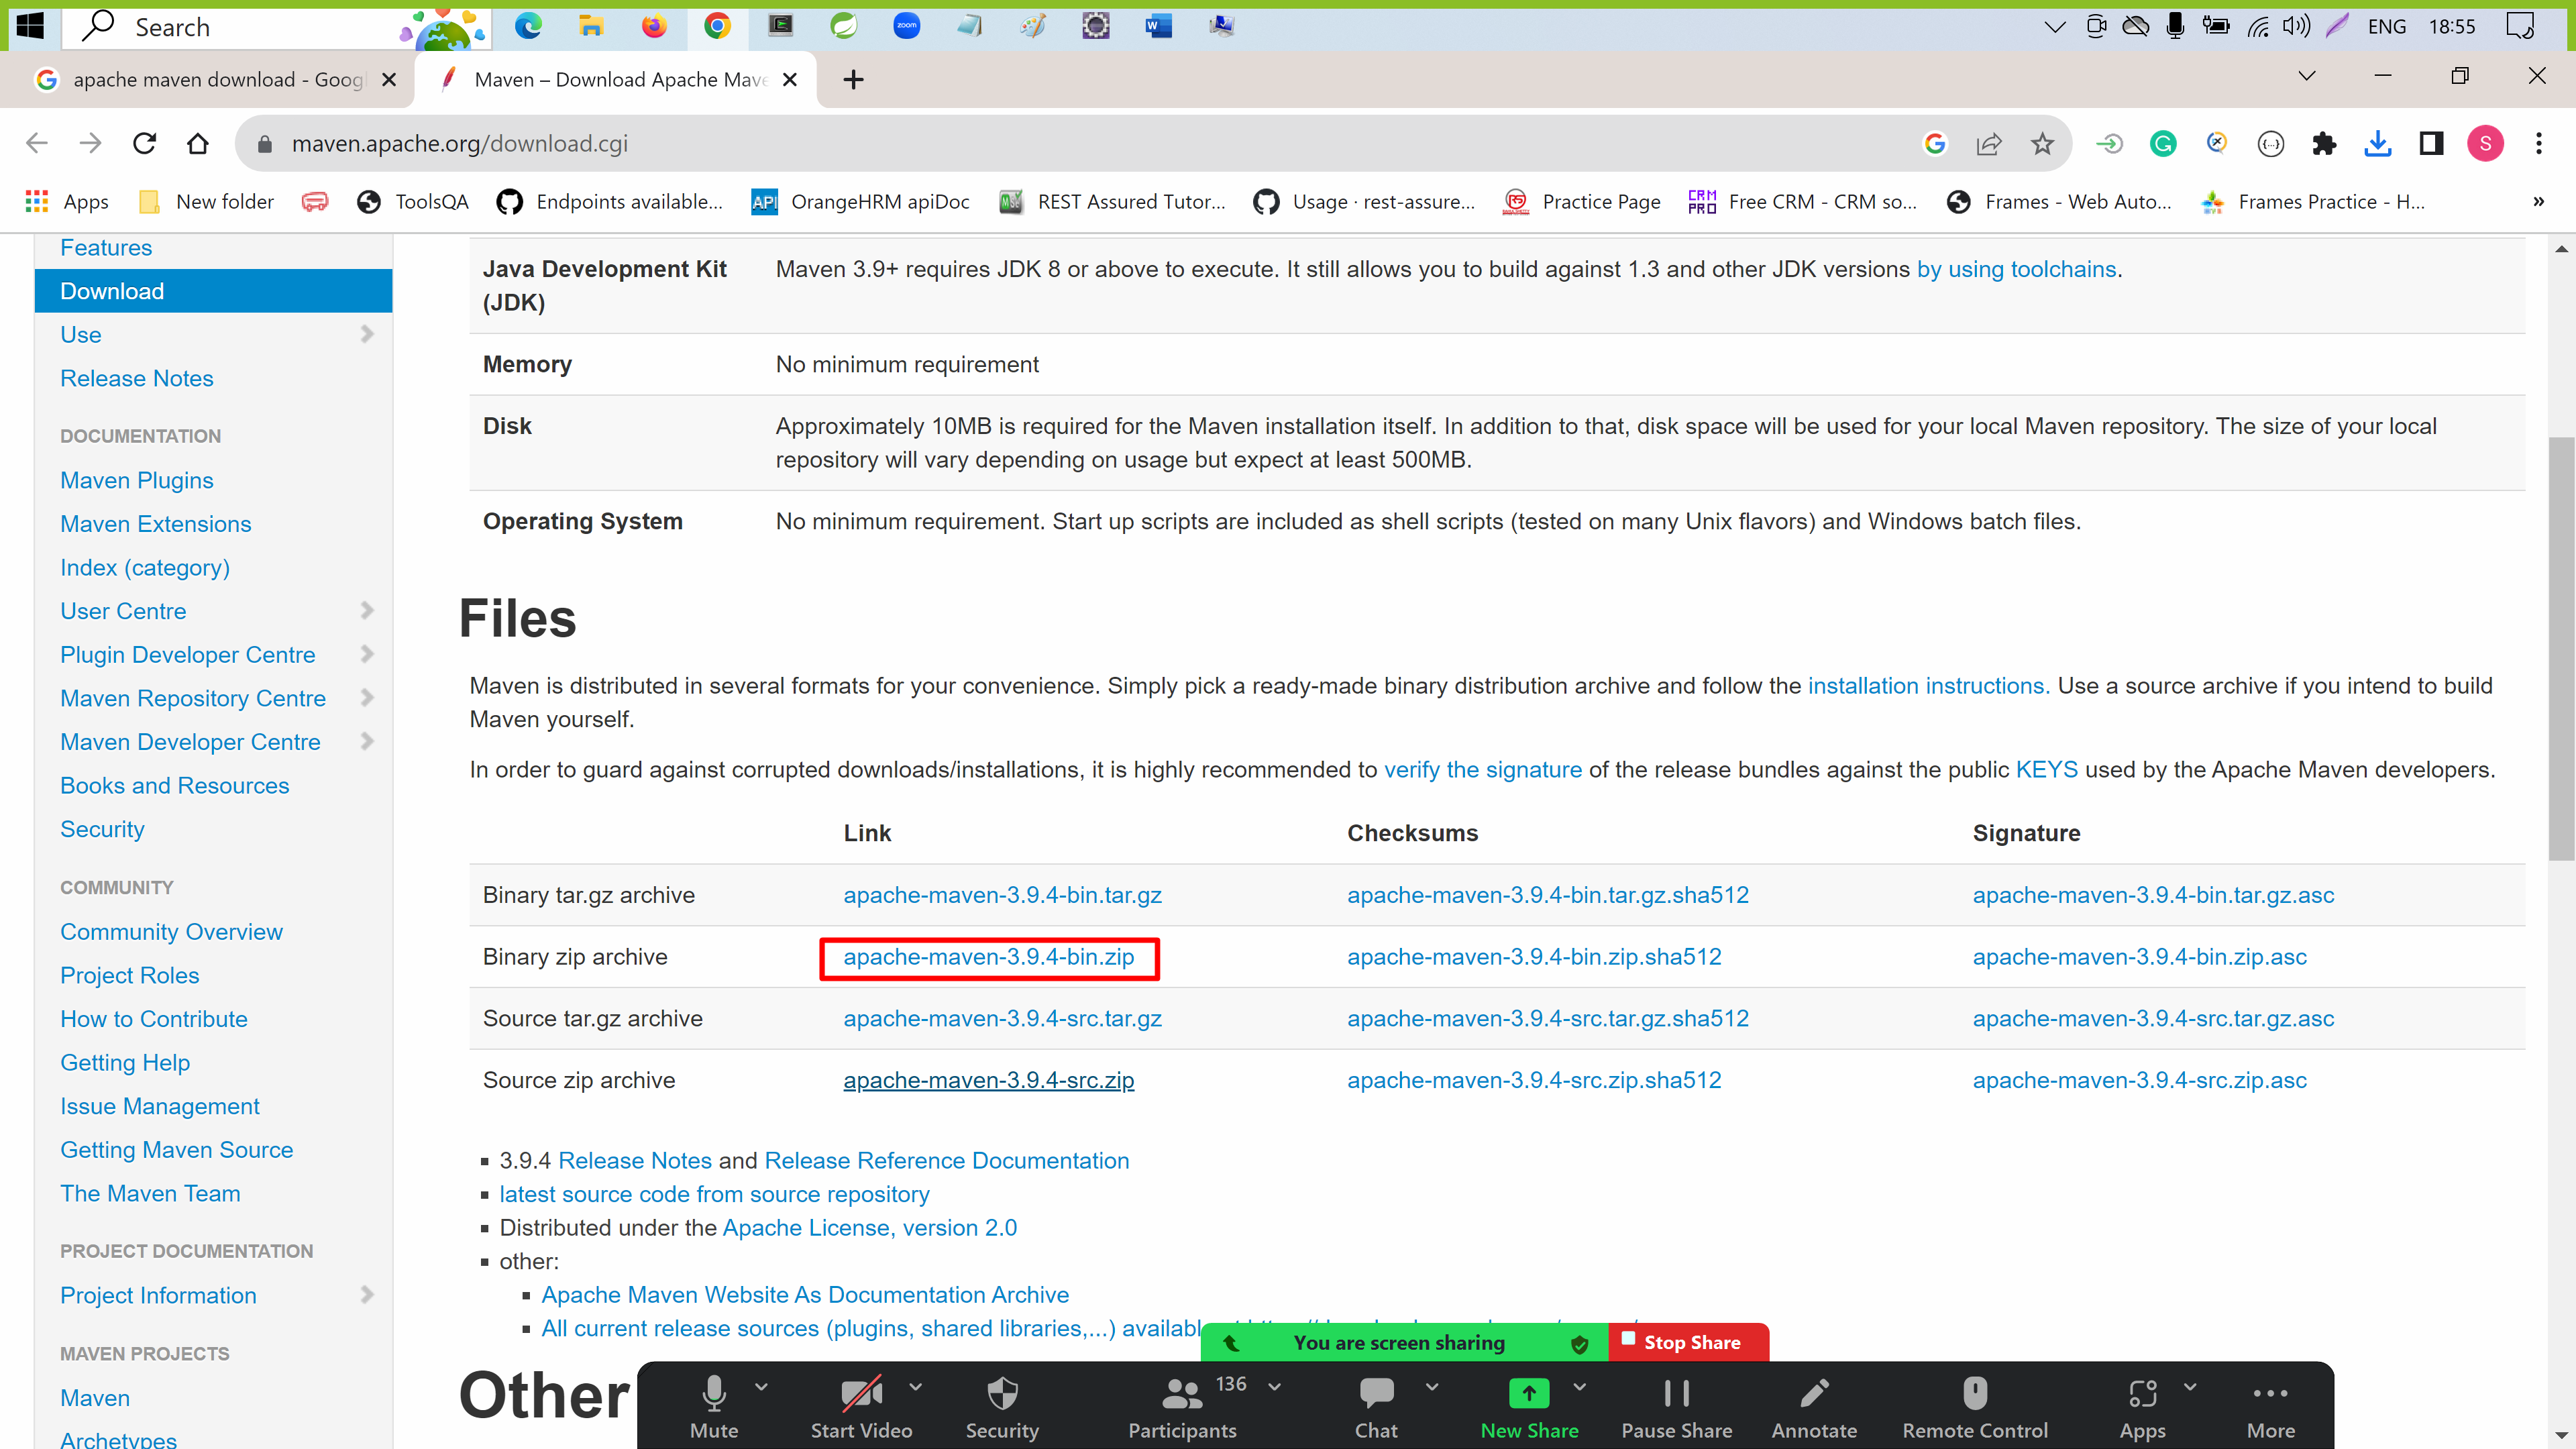 Search
ENG 18:55
apache maven download - Goog
Maven – Download Apache Mav
maven.apache.org/download.cgi
S
Apps
New folder
ToolsQA
Endpoints available...
API OrangeHRM apiDoc
REST Assured Tutor...
Usage · rest-assure...
Practice Page
CRM PRO Free CRM - CRM so...
Frames - Web Auto...
Frames Practice - H...
»
Features
Download
Use
Release Notes
DOCUMENTATION
Maven Plugins
Maven Extensions
Index (category)
User Centre
Plugin Developer Centre
Maven Repository Centre
Maven Developer Centre
Books and Resources
Security
COMMUNITY
Community Overview
Project Roles
How to Contribute
Getting Help
Issue Management
Getting Maven Source
The Maven Team
PROJECT DOCUMENTATION
Project Information
MAVEN PROJECTS
Maven
Archetypes
Java Development Kit (JDK)
Maven 3.9+ requires JDK 8 or above to execute. It still allows you to build against 1.3 and other JDK versions by using toolchains.
Memory No minimum requirement
Disk Approximately 10MB is required for the Maven installation itself. In addition to that, disk space will be used for your local Maven repository. The size of your local
repository will vary depending on usage but expect at least 500MB.
Operating System No minimum requirement. Start up scripts are included as shell scripts (tested on many Unix flavors) and Windows batch files.
Files
Maven is distributed in several formats for your convenience. Simply pick a ready-made binary distribution archive and follow the installation instructions. Use a source archive if you intend to build
Maven yourself.
In order to guard against corrupted downloads/installations, it is highly recommended to verify the signature of the release bundles against the public KEYS used by the Apache Maven developers.
Link Checksums Signature
Binary tar.gz archive apache-maven-3.9.4-bin.tar.gz apache-maven-3.9.4-bin.tar.gz.sha512 apache-maven-3.9.4-bin.tar.gz.asc
Binary zip archive apache-maven-3.9.4-bin.zip apache-maven-3.9.4-bin.zip.sha512 apache-maven-3.9.4-bin.zip.asc
Source tar.gz archive apache-maven-3.9.4-src.tar.gz apache-maven-3.9.4-src.tar.gz.sha512 apache-maven-3.9.4-src.tar.gz.asc
Source zip archive apache-maven-3.9.4-src.zip apache-maven-3.9.4-src.zip.sha512 apache-maven-3.9.4-src.zip.asc
3.9.4 Release Notes and Release Reference Documentation
latest source code from source repository
Distributed under the Apache License, version 2.0
other:
Apache Maven Website As Documentation Archive
All current release sources (plugins, shared libraries,...) availabl
Other
You are screen sharing Stop Share
136
Mute Start Video Security Participants Chat New Share Pause Share Annotate Remote Control Apps More